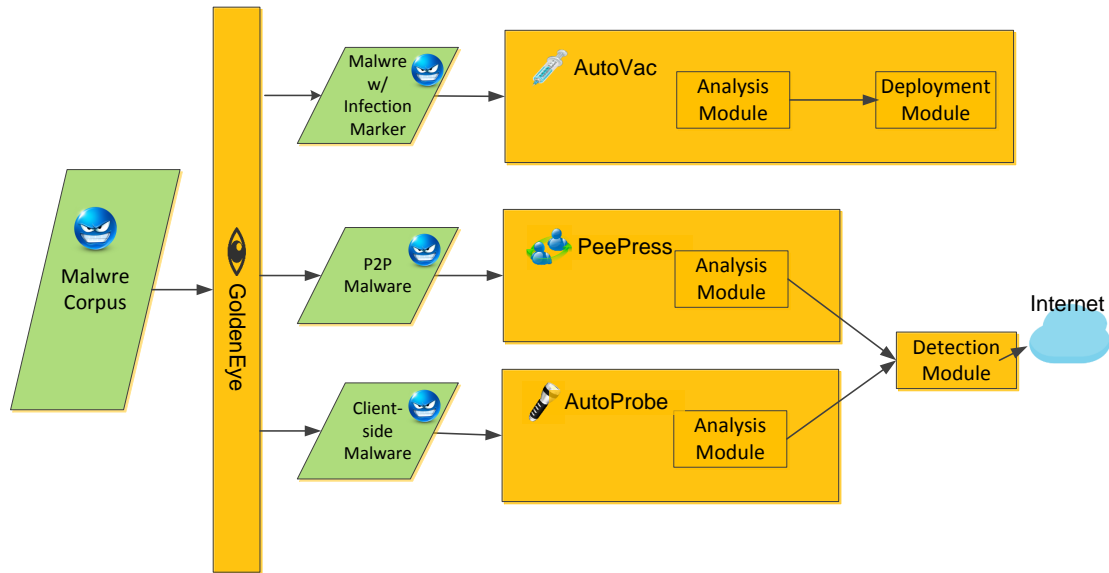 Malwre
Corpus
GoldenEye
Malwre
w/
Infection
Marker
AutoVac
Analysis
Module
Deployment
Module
P2P
Malware
PeePress
Analysis
Module
Client-
side
Malware
AutoProbe
Analysis
Module
Detection
Module
Internet